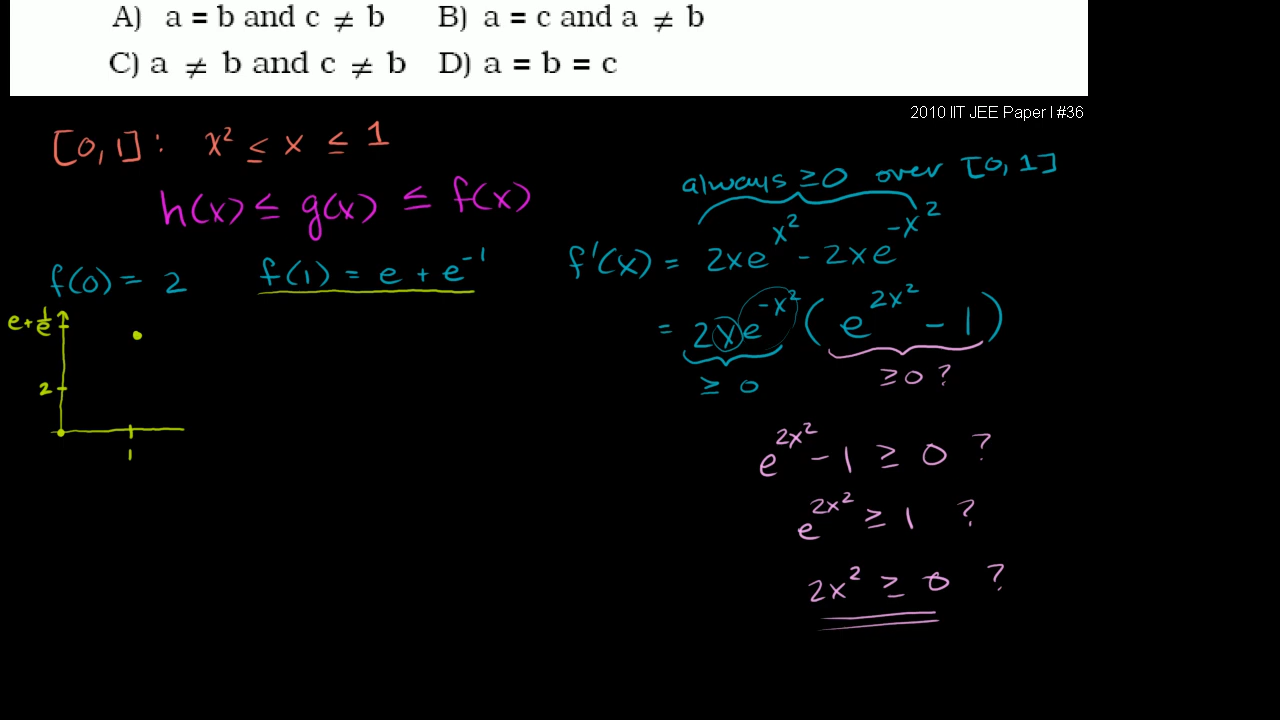 A) a = b and c ≠ b B) a = c and a ≠ b
C) a ≠ b and c ≠ b D) a = b = c
2010 IIT JEE Paper I #36
[0,1]: x² ≤ x ≤ 1
always ≥0 over [0,1]
h(x) ≤ g(x) ≤ f(x)
f'(x) = 2xe^{x²} - 2xe^{-x²}
f(0) = 2 f(1) = e + e^{-1}
= 2xe^{-x²} (e^{2x²} - 1)
≥ 0 ≥0 ?
e + 1/e
2
1
e^{2x²} - 1 ≥ 0 ?
e^{2x²} ≥ 1 ?
2x² ≥ 0 ?